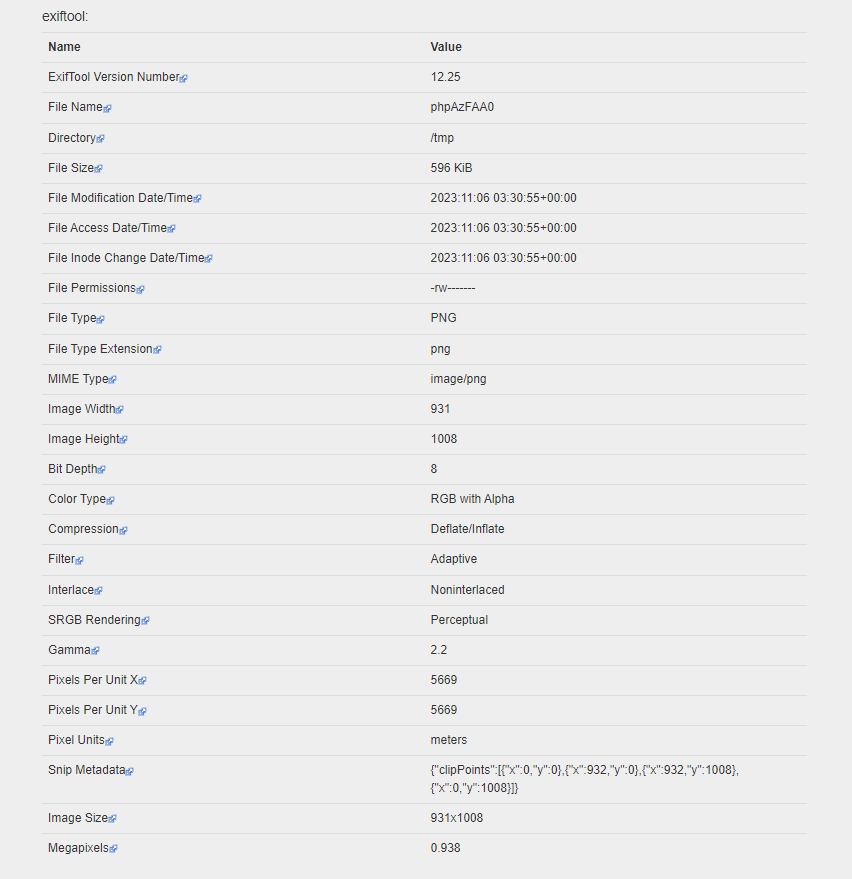 exiftool:
Name Value
ExifTool Version Number 12.25
File Name phpAzFAA0
Directory /tmp
File Size 596 KiB
File Modification Date/Time 2023:11:06 03:30:55+00:00
File Access Date/Time 2023:11:06 03:30:55+00:00
File Inode Change Date/Time 2023:11:06 03:30:55+00:00
File Permissions -rw-------
File Type PNG
File Type Extension png
MIME Type image/png
Image Width 931
Image Height 1008
Bit Depth 8
Color Type RGB with Alpha
Compression Deflate/Inflate
Filter Adaptive
Interlace Noninterlaced
SRGB Rendering Perceptual
Gamma 2.2
Pixels Per Unit X 5669
Pixels Per Unit Y 5669
Pixel Units meters
Snip Metadata {"clipPoints":[{"x":0,"y":0},{"x":932,"y":0},{"x":932,"y":1008},
{"x":0,"y":1008}]}
Image Size 931x1008
Megapixels 0.938